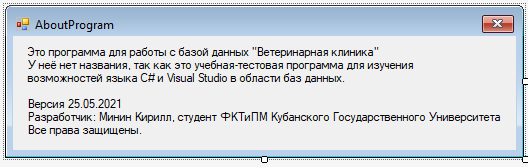 AboutProgram
Это программа для работы с базой данных "Ветеринарная клиника"
У неё нет названия, так как это учебная-тестовая программа для изучения
возможностей языка C# и Visual Studio в области баз данных.
Версия 25.05.2021
Разработчик: Минин Кирилл, студент ФКТиПМ Кубанского Государственного Университета
Все права защищены.